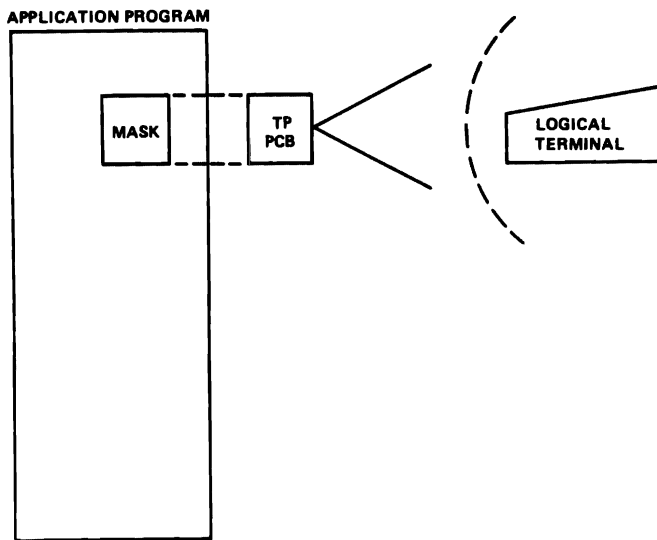 APPLICATION PROGRAM
MASK
TP
PCB
LOGICAL
TERMINAL